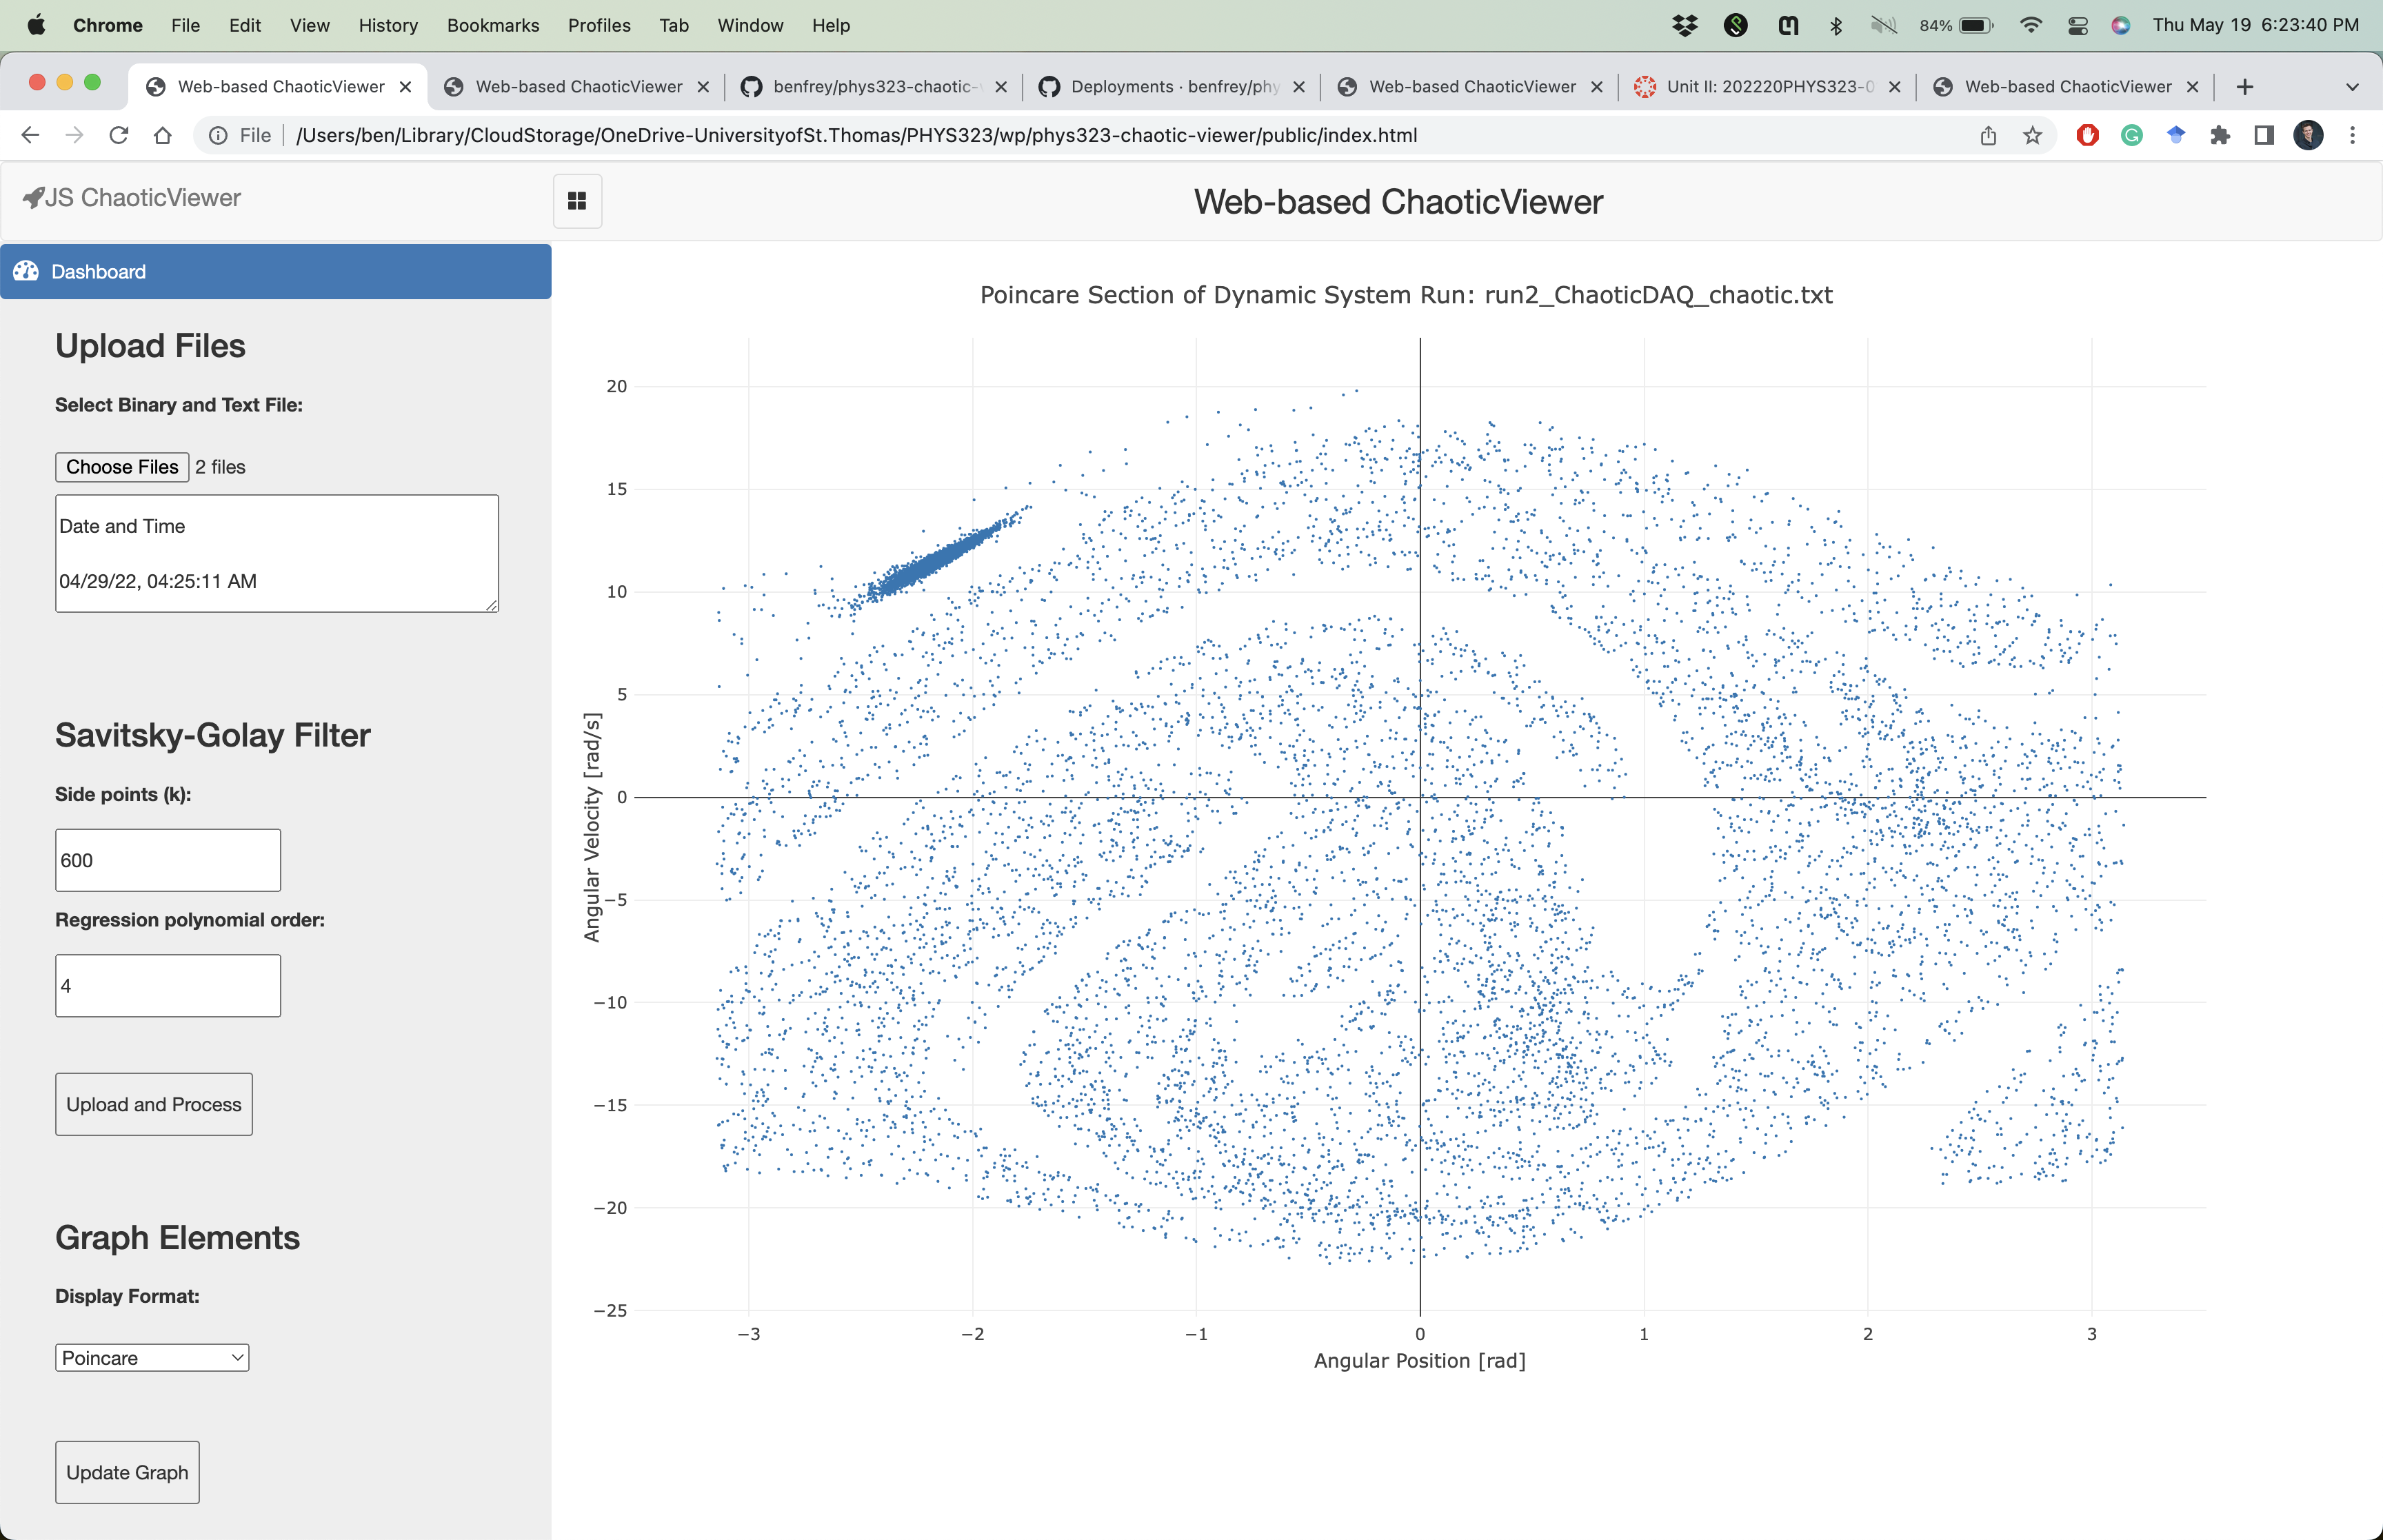 Chrome File Edit View History Bookmarks Profiles Tab Window Help 84% Thu May 19 6:23:40 PM
Web-based ChaoticViewer Web-based ChaoticViewer benfrey/phys323-chaotic- Deployments · benfrey/phy Web-based ChaoticViewer Unit II: 202220PHYS323-0 Web-based ChaoticViewer
File /Users/ben/Library/CloudStorage/OneDrive-UniversityofSt.Thomas/PHYS323/wp/phys323-chaotic-viewer/public/index.html
JS ChaoticViewer
Web-based ChaoticViewer
Dashboard
Upload Files
Select Binary and Text File:
Choose Files 2 files
Date and Time
04/29/22, 04:25:11 AM
Savitsky-Golay Filter
Side points (k):
600
Regression polynomial order:
4
Upload and Process
Graph Elements
Display Format:
Poincare
Update Graph
Poincare Section of Dynamic System Run: run2_ChaoticDAQ_chaotic.txt
20
15
10
5
0
−5
−10
−15
−20
−25
Angular Velocity [rad/s]
−3 −2 −1 0 1 2 3
Angular Position [rad]